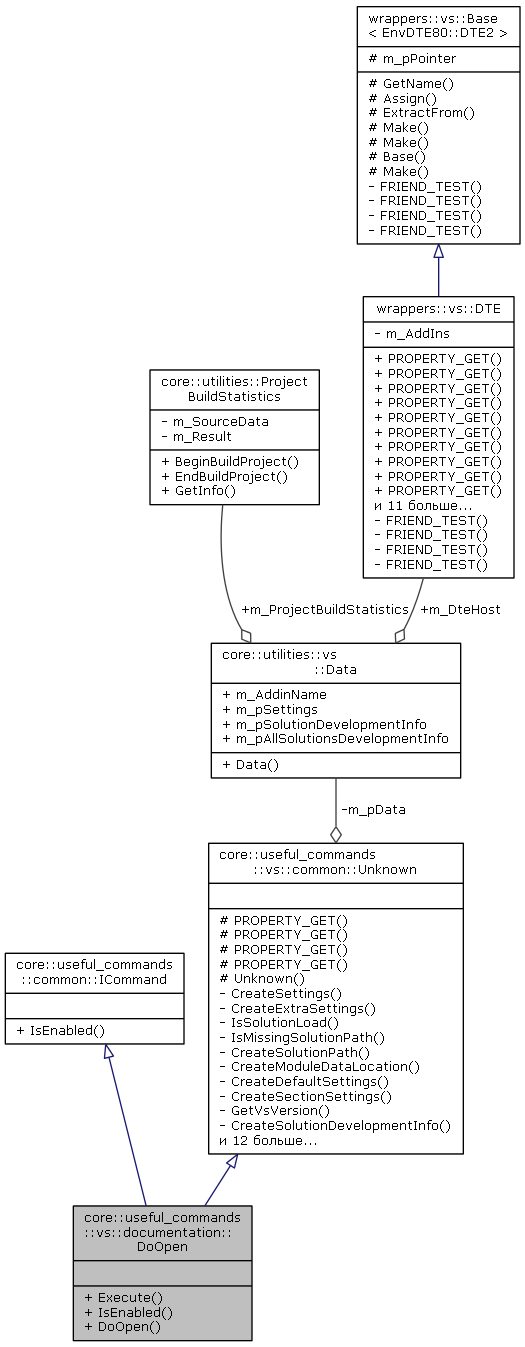 wrappers::vs::Base
< EnvDTE80::DTE2 >
# m_pPointer
# GetName()
# Assign()
# ExtractFrom()
# Make()
# Make()
# Base()
# Make()
- FRIEND_TEST()
- FRIEND_TEST()
- FRIEND_TEST()
- FRIEND_TEST()
wrappers::vs::DTE
- m_AddIns
+ PROPERTY_GET()
+ PROPERTY_GET()
+ PROPERTY_GET()
+ PROPERTY_GET()
+ PROPERTY_GET()
+ PROPERTY_GET()
+ PROPERTY_GET()
+ PROPERTY_GET()
+ PROPERTY_GET()
+ PROPERTY_GET()
и 11 больше...
- FRIEND_TEST()
- FRIEND_TEST()
- FRIEND_TEST()
- FRIEND_TEST()
core::utilities::Project
BuildStatistics
- m_SourceData
- m_Result
+ BeginBuildProject()
+ EndBuildProject()
+ GetInfo()
+m_ProjectBuildStatistics
+m_DteHost
core::utilities::vs
::Data
+ m_AddinName
+ m_pSettings
+ m_pSolutionDevelopmentInfo
+ m_pAllSolutionsDevelopmentInfo
+ Data()
-m_pData
core::useful_commands
::vs::common::Unknown
# PROPERTY_GET()
# PROPERTY_GET()
# PROPERTY_GET()
# PROPERTY_GET()
# Unknown()
- CreateSettings()
- CreateExtraSettings()
- IsSolutionLoad()
- IsMissingSolutionPath()
- CreateSolutionPath()
- CreateModuleDataLocation()
- CreateDefaultSettings()
- CreateSectionSettings()
- GetVsVersion()
- CreateSolutionDevelopmentInfo()
и 12 больше...
core::useful_commands
::common::ICommand
+ IsEnabled()
core::useful_commands
::vs::documentation::
DoOpen
+ Execute()
+ IsEnabled()
+ DoOpen()